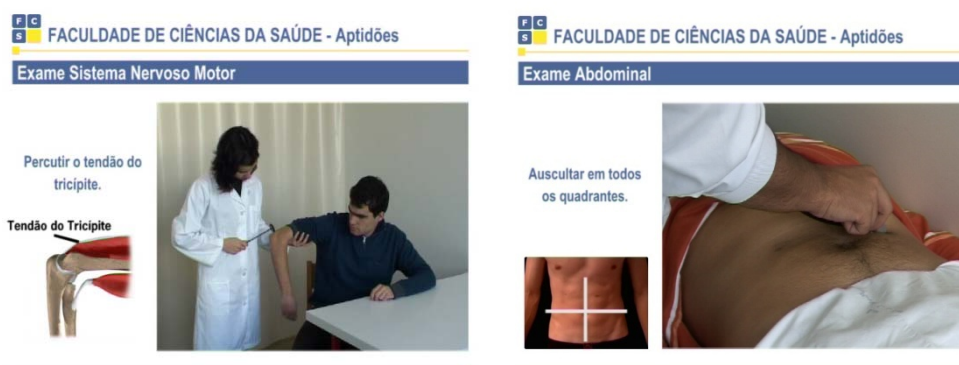 F C
S
FACULDADE DE CIÊNCIAS DA SAÚDE - Aptidões
Exame Sistema Nervoso Motor
Percutir o tendão do
tricípite.
Tendão do Tricípite
F C
S
FACULDADE DE CIÊNCIAS DA SAÚDE - Aptidões
Exame Abdominal
Auscultar em todos
os quadrantes.